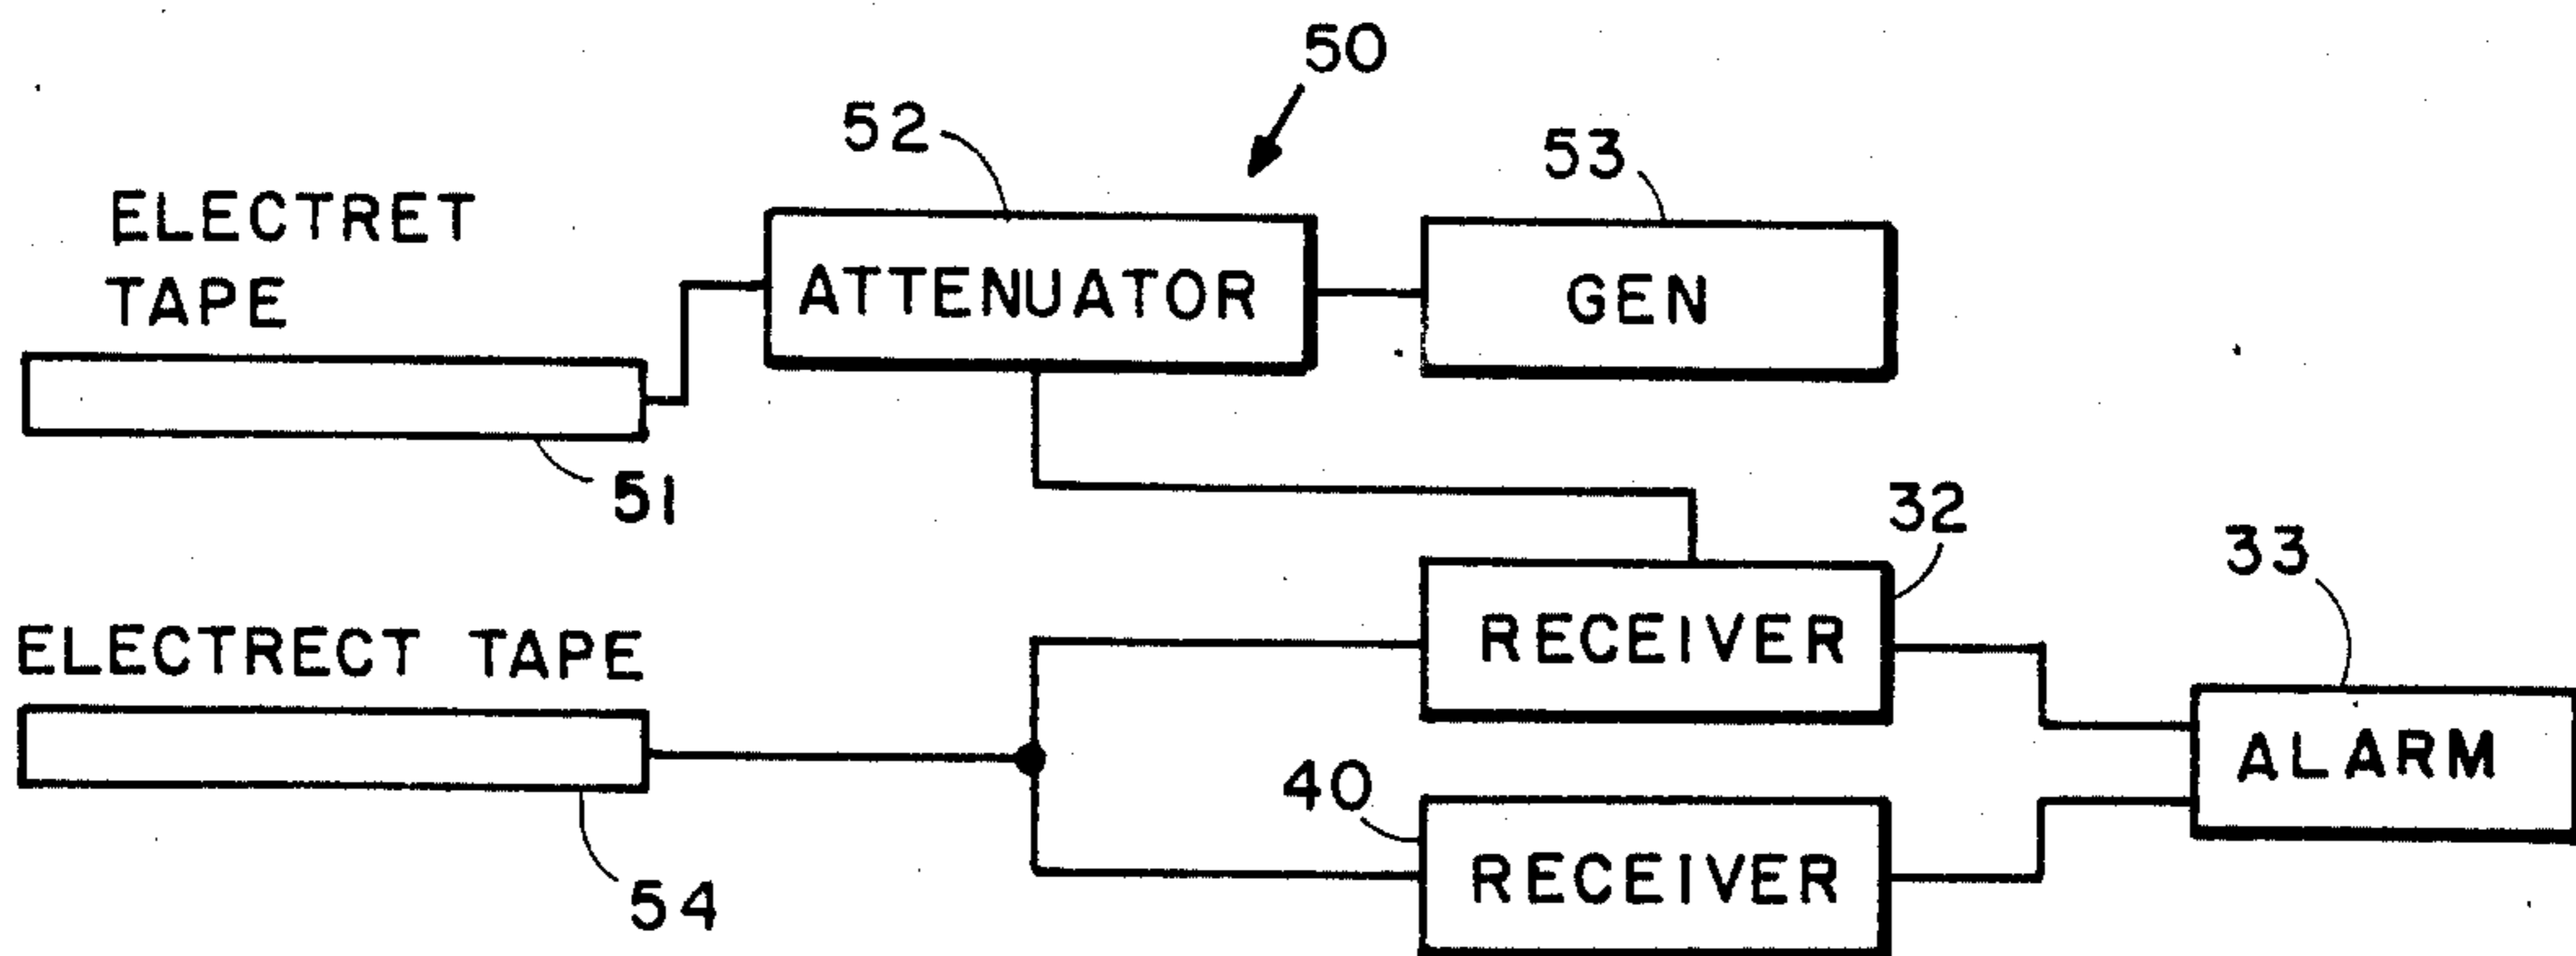 50
52
53
ELECTRET
TAPE
ATTENUATOR
GEN
51
32
33
ELECTRECT TAPE
RECEIVER
ALARM
40
RECEIVER
54